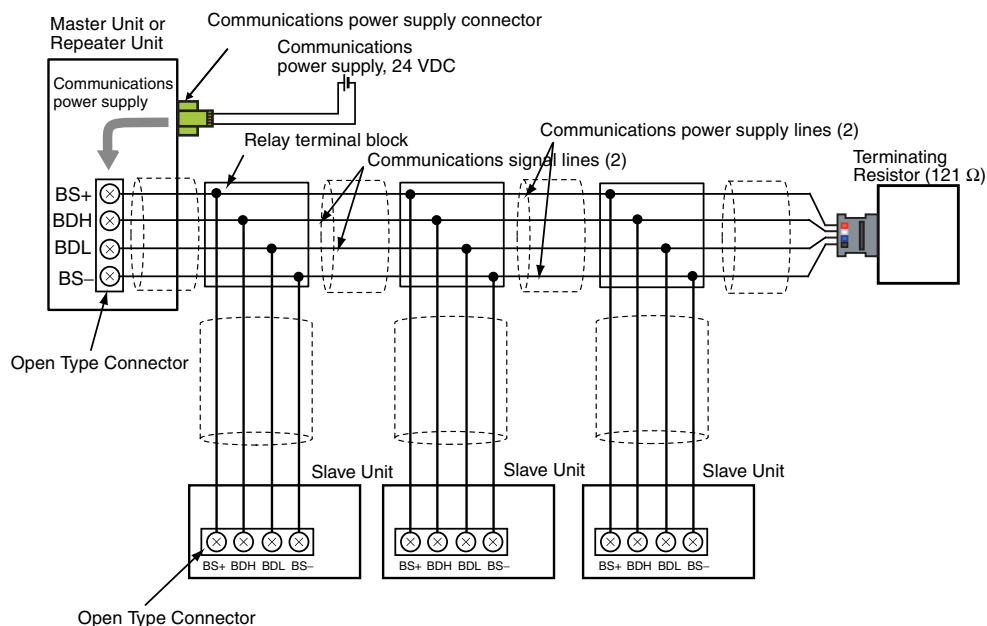 Communications power supply connector
Master Unit or
Repeater Unit
Communications
power supply, 24 VDC
Communications
power supply
Relay terminal block
Communications power supply lines (2)
Communications signal lines (2)
Terminating
Resistor (121 Ω)
BS+
BDH
BDL
BS–
Open Type Connector
Slave Unit
Slave Unit
Slave Unit
BS+ BDH BDL BS–
BS+ BDH BDL BS–
BS+ BDH BDL BS–
Open Type Connector